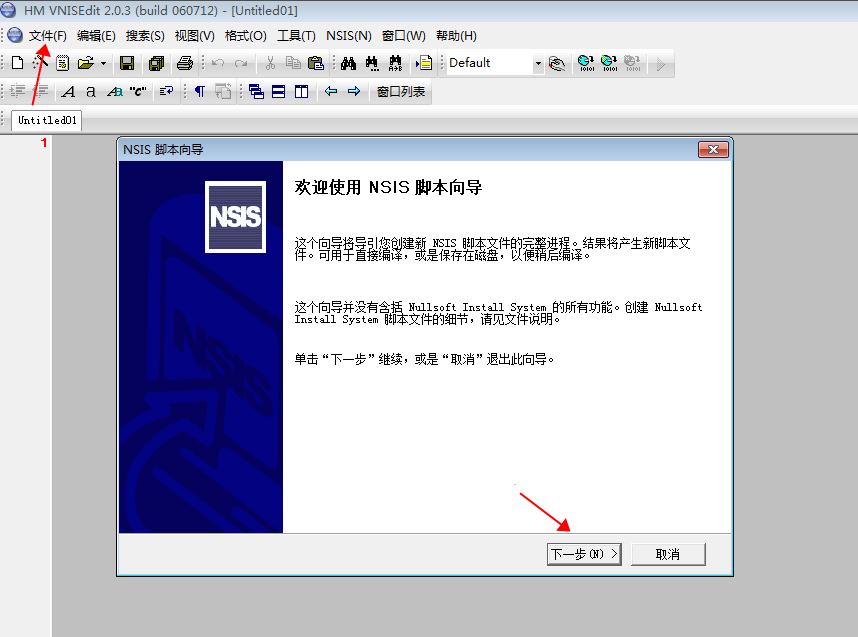 HM VNISEdit 2.0.3 (build 060712) - [Untitled01]
文件(F) 编辑(E) 搜索(S) 视图(V) 格式(O) 工具(T) NSIS(N) 窗口(W) 帮助(H)
Default
窗口列表
Untitled01
1
NSIS 脚本向导
NSIS
欢迎使用 NSIS 脚本向导
这个向导将导引您创建新 NSIS 脚本文件的完整进程。结果将产生新脚本文
件。可用于直接编译，或是保存在磁盘，以便稍后编译。
这个向导并没有含括 Nullsoft Install System 的所有功能。创建 Nullsoft
Install System 脚本文件的细节，请见文件说明。
单击“下一步”继续，或是“取消”退出此向导。
NSIS
下一步(N) >
取消